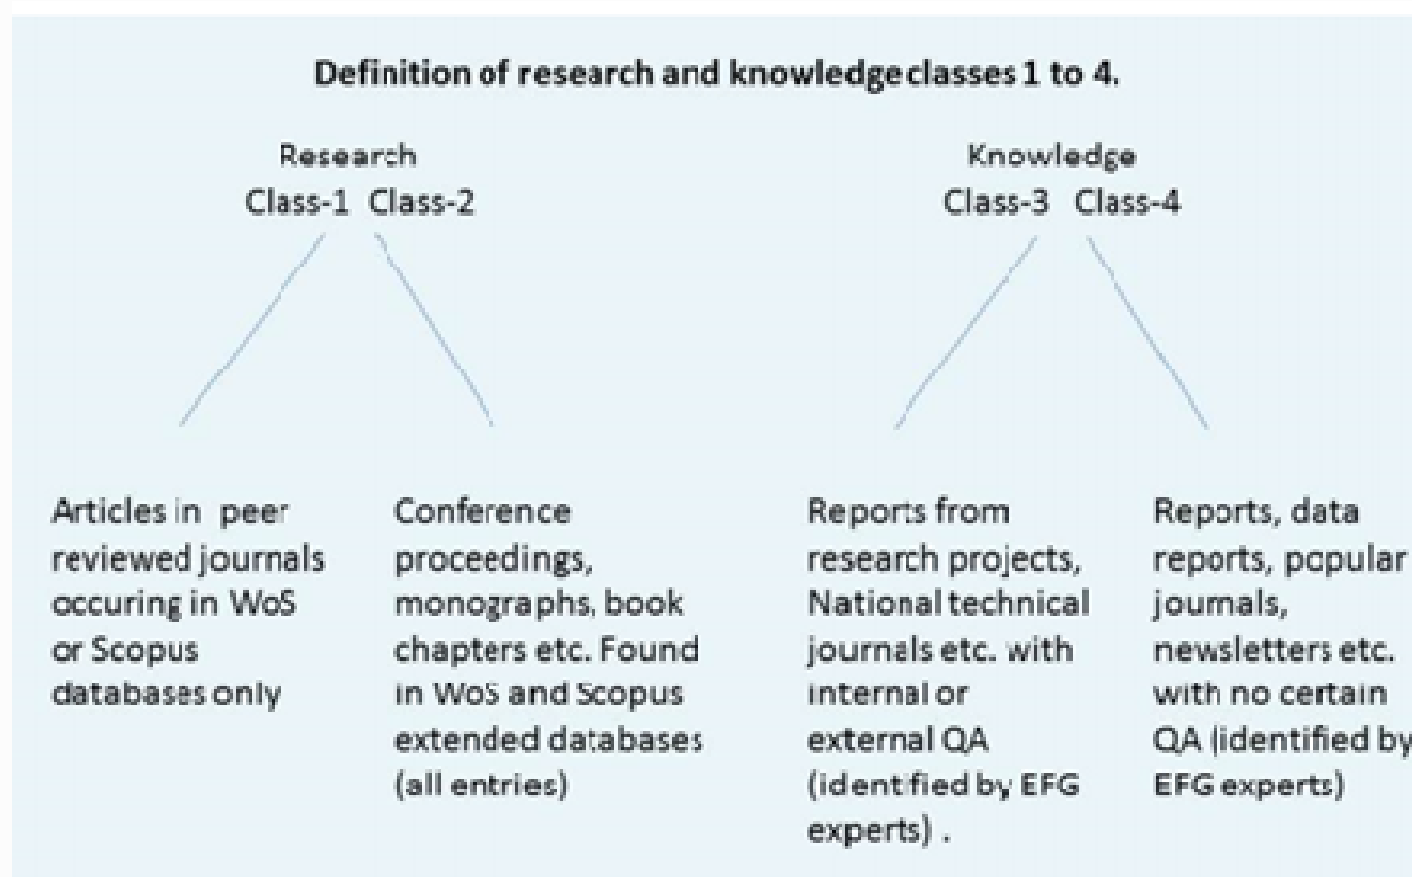 Definition of research and knowledge classes 1 to 4.
Research
Class-1 Class-2
Knowledge
Class-3 Class-4
Articles in peer
reviewed journals
occuring in WoS
or Scopus
databases only
Conference
proceedings,
monographs, book
chapters etc. Found
in WoS and Scopus
extended databases
(all entries)
Reports from
research projects,
National technical
journals etc. with
internal or
external QA
(identified by EFG
experts) .
Reports, data
reports, popular
journals,
newsletters etc.
with no certain
QA (identified by
EFG experts)